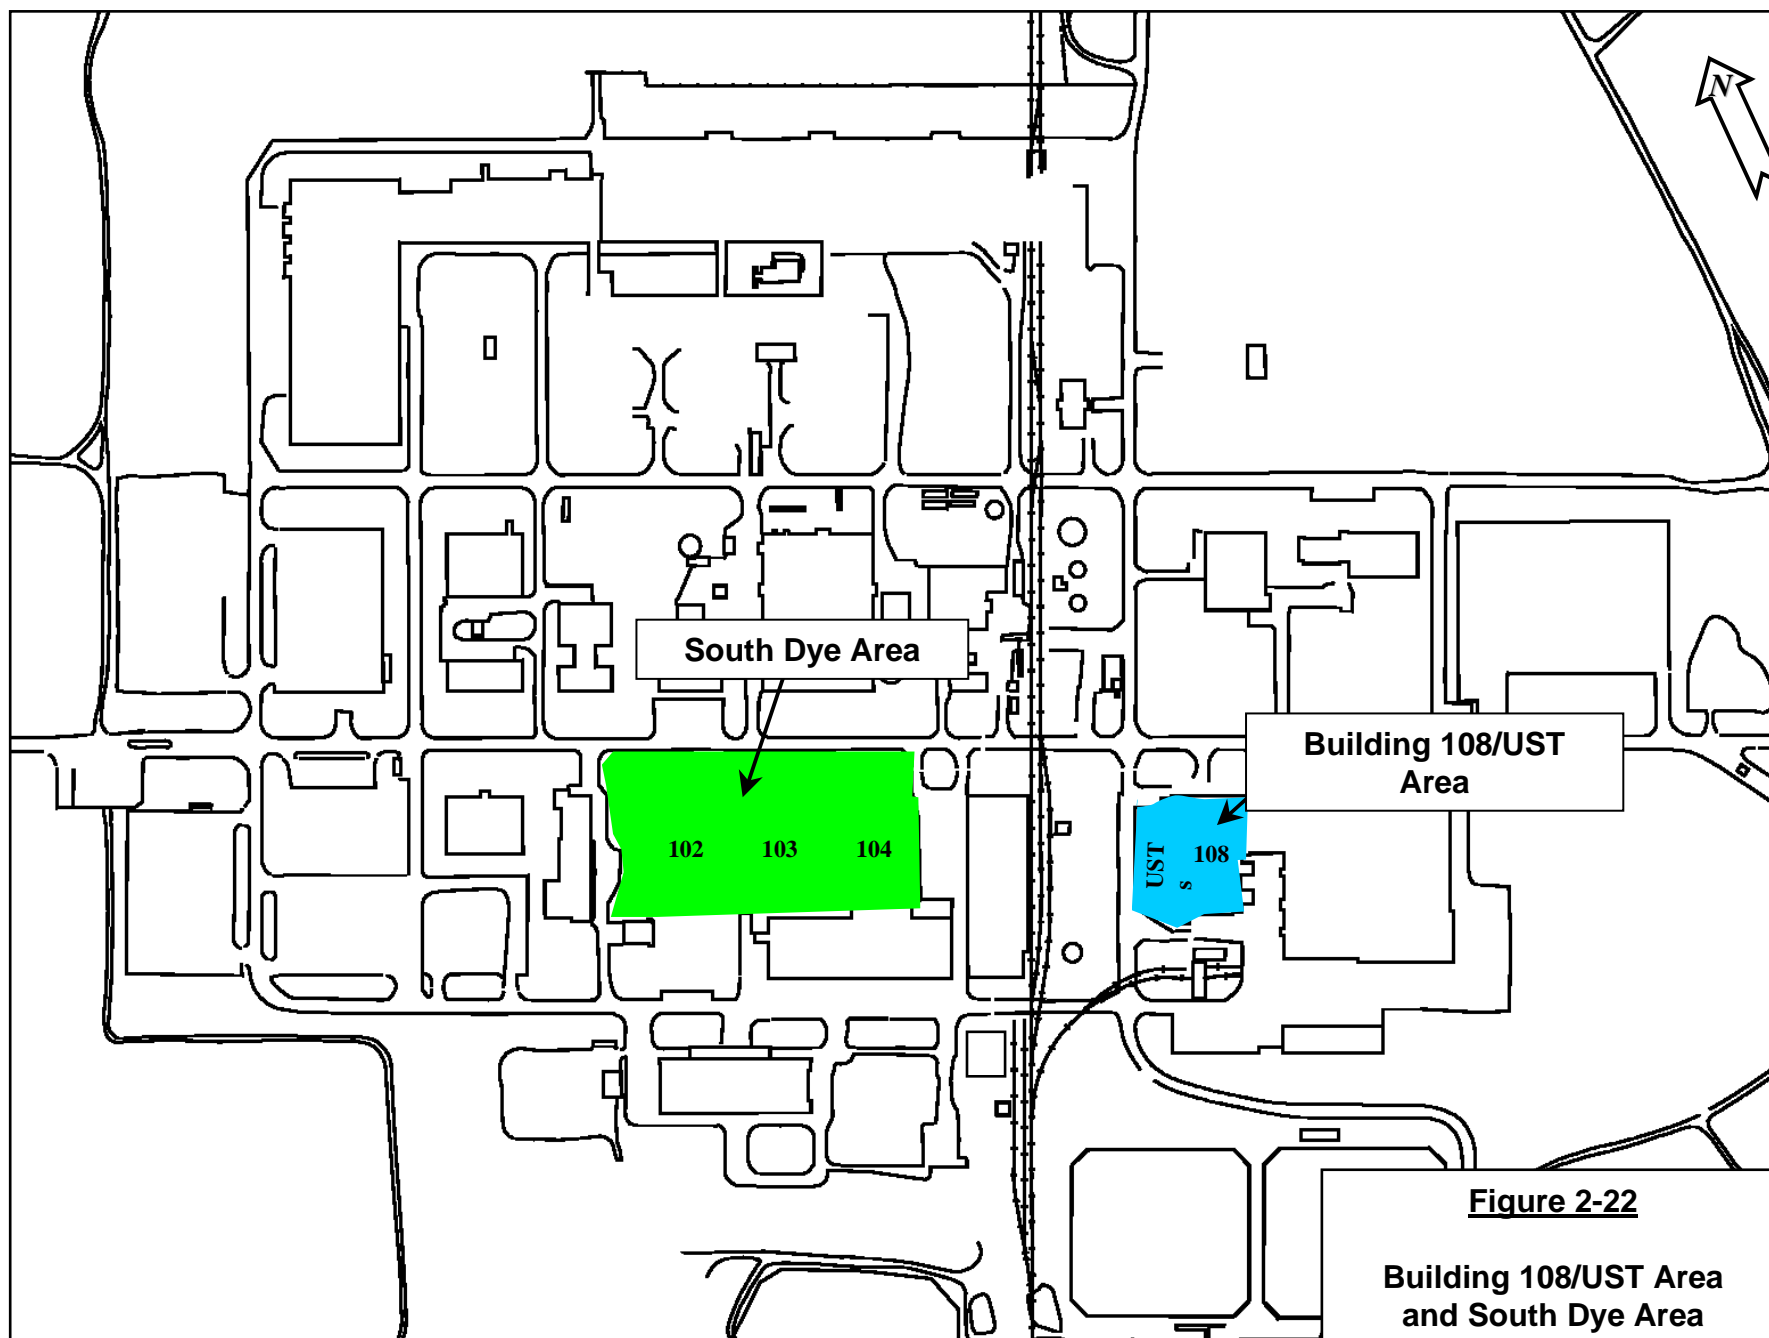 N
South Dye Area
Building 108/UST
Area
102 103 104
UST
s
108
Figure 2-22
Building 108/UST Area
and South Dye Area